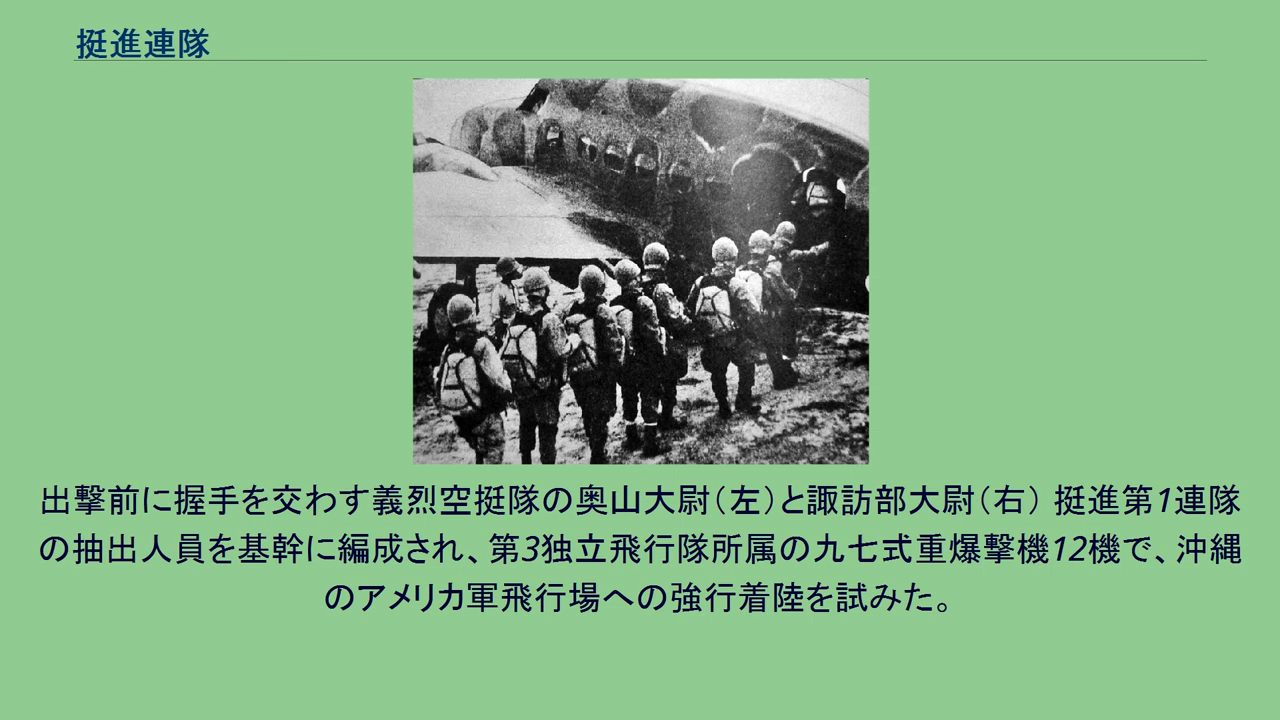 挺進連隊
出撃前に握手を交わす義烈空挺隊の奥山大尉（左）と諏訪部大尉（右） 挺進第1連隊
の抽出人員を基幹に編成され、第3独立飛行隊所属の九七式重爆撃機12機で、沖縄
のアメリカ軍飛行場への強行着陸を試みた。